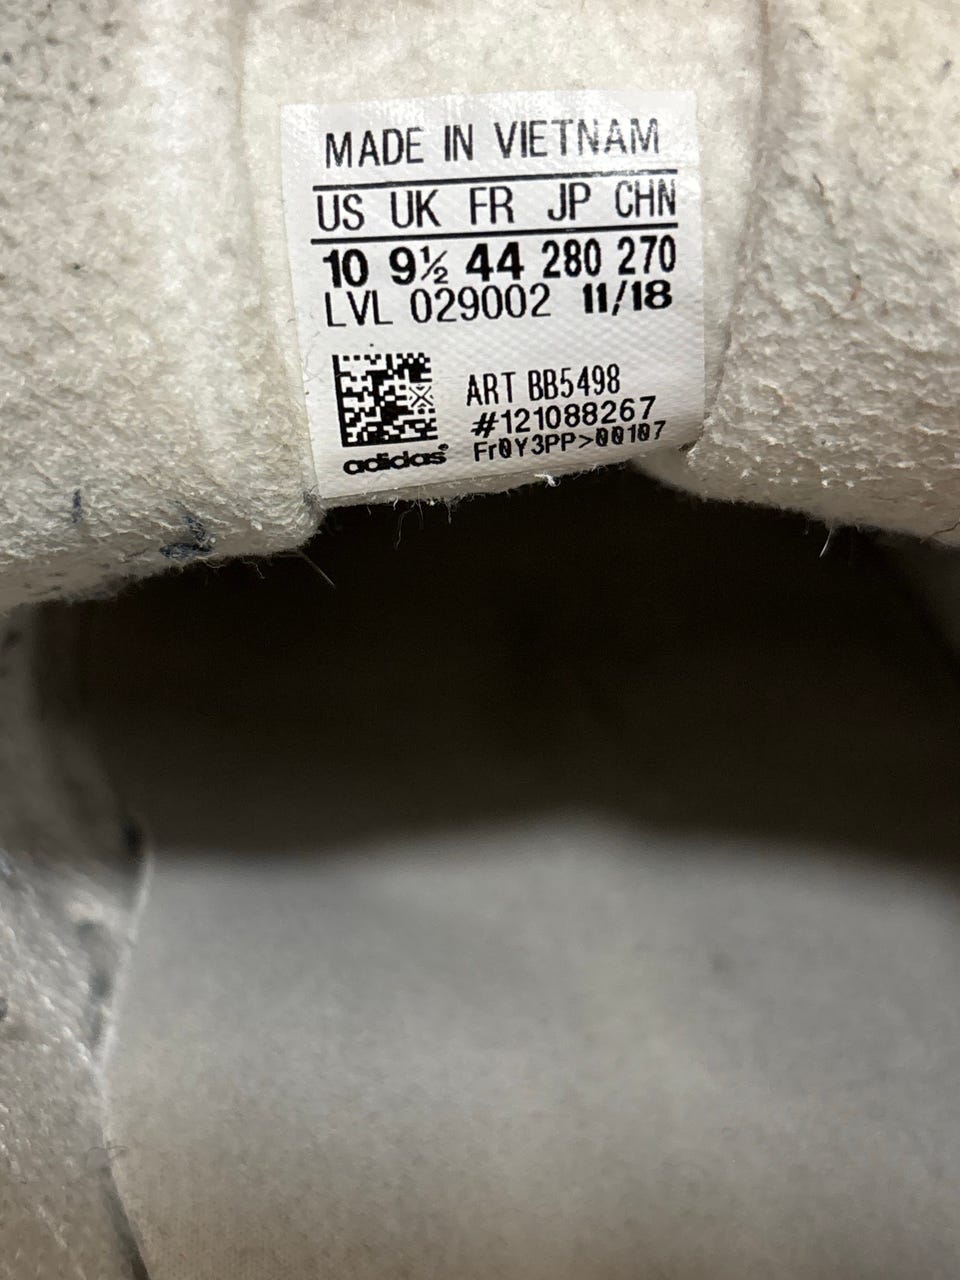 MADE IN VIETNAM
US UK FR JP CHN
10 9½ 44 280 270
LVL 029002 11/18
ART BB5498
#121088267
Fr0Y3PP>00107
adidas®